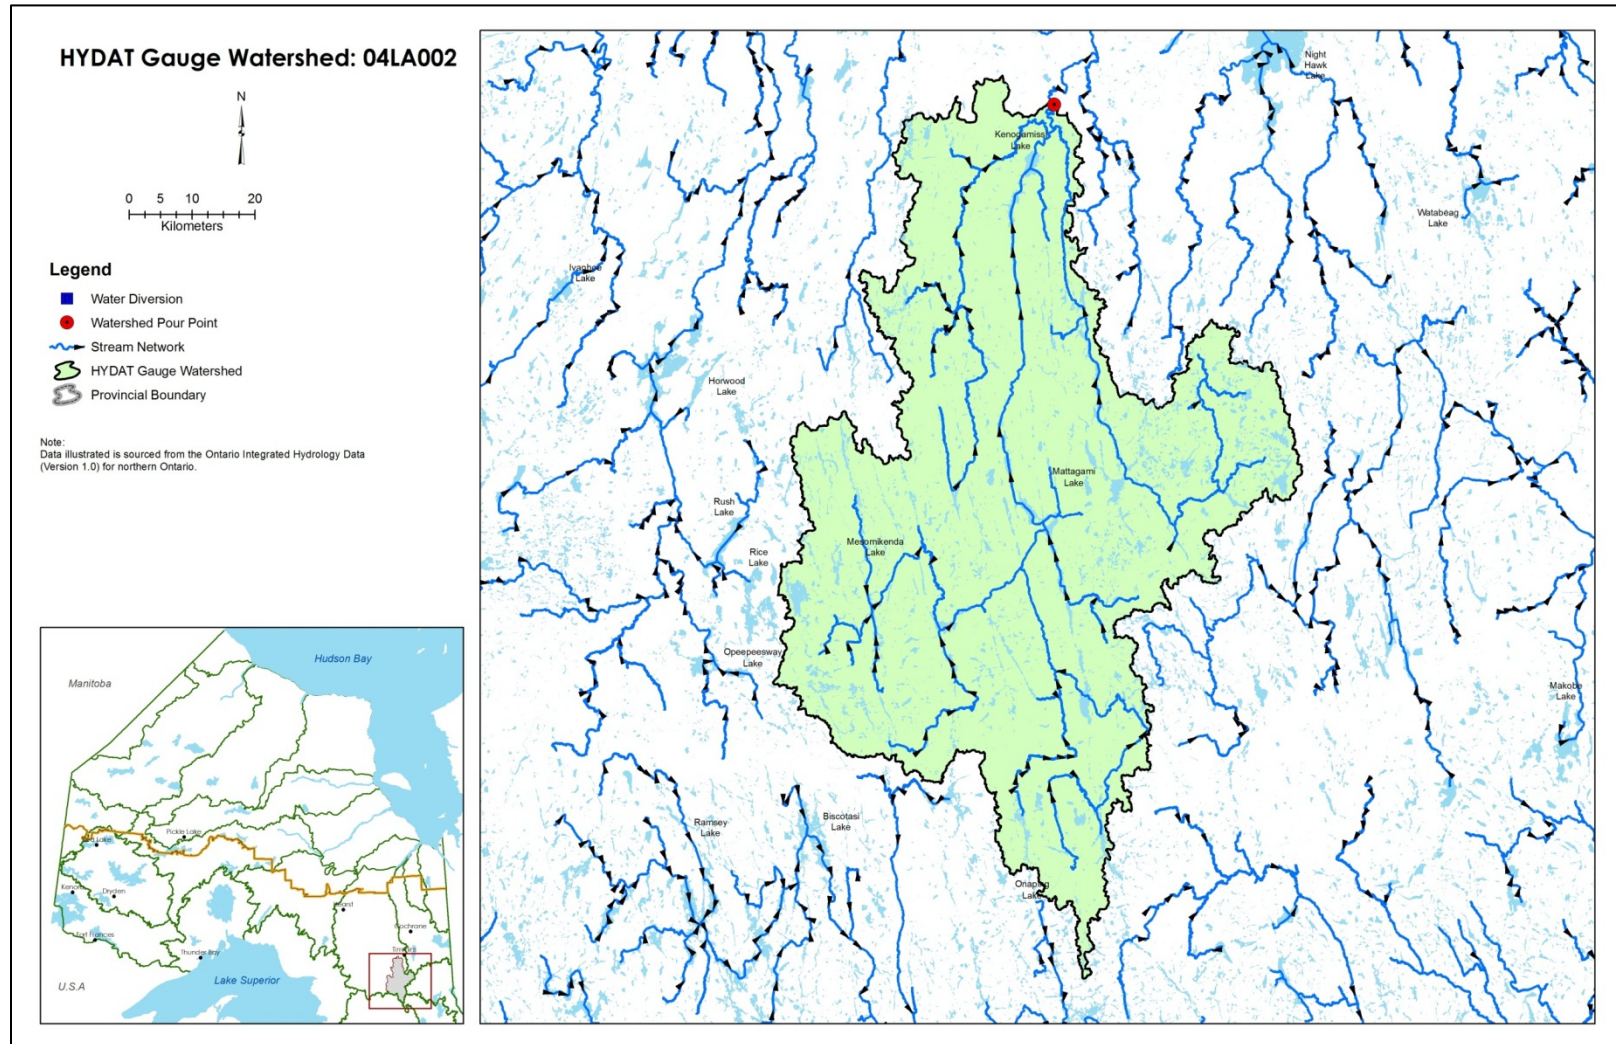 HYDAT Gauge Watershed: 04LA002
N
0 5 10 20
Kilometers
Legend
Water Diversion
Watershed Pour Point
Stream Network
HYDAT Gauge Watershed
Provincial Boundary
Note:
Data illustrated is sourced from the Ontario Integrated Hydrology Data
(Version 1.0) for northern Ontario.
Night
Hawk
Lake
Kenogamissi
Lake
Watabeag
Lake
Ivanhoe
Lake
Horwood
Lake
Mattagami
Lake
Rush
Lake
Mesomikenda
Lake
Rice
Lake
Opeepeesway
Lake
Makobe
Lake
Ramsey
Lake
Biscotasi
Lake
Onaping
Lake
Hudson Bay
Manitoba
Pickle Lake
Lake
Kenora
Dryden
Fort Frances
Thunder Bay
Lake Superior
U.S.A
Hearst
Cochrane
Timmins